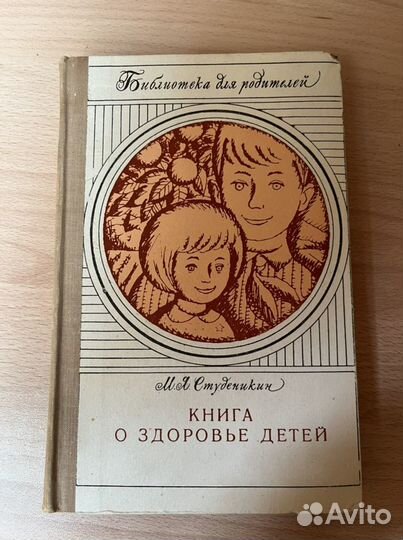 Библиотека для родителей
М. Я. Студеникин
КНИГА
О ЗДОРОВЬЕ ДЕТЕЙ
Avito